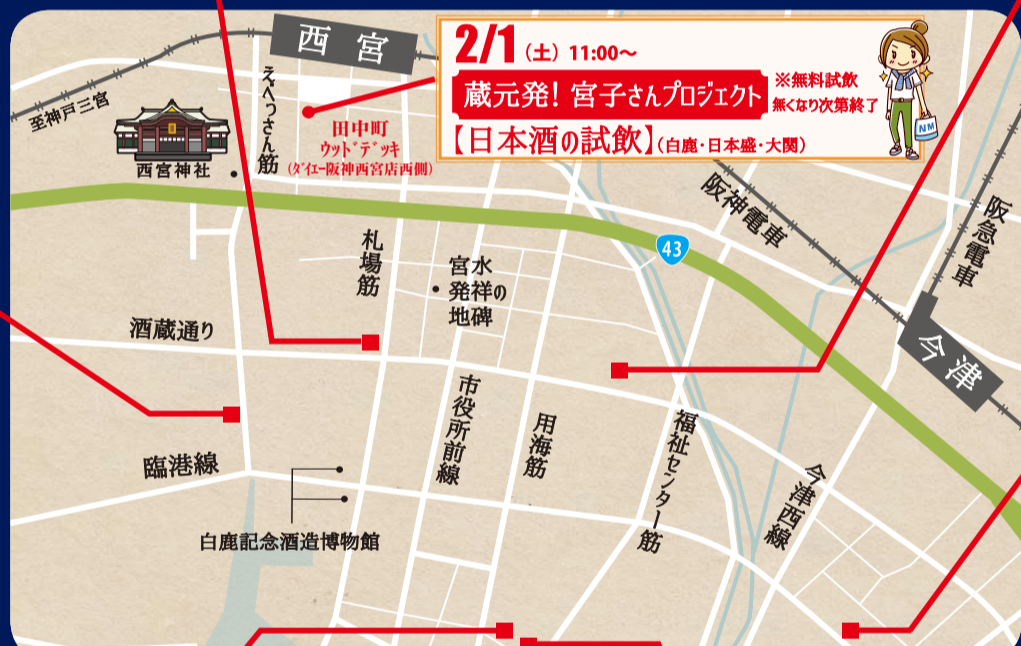 西宮
2/1(土) 11:00～
蔵元発! 宮子さんプロジェクト
※無料試飲
無くなり次第終了
【日本酒の試飲】(白鹿・日本盛・大関)
NM
至神戸三宮
えべっさん筋
田中町
ウッドデッキ
(ダイエー阪神西宮店西側)
西宮神社
阪神電車
阪急電車
43
札場筋
宮水
発祥の
地碑
酒蔵通り
今津
市役所前線
用海筋
福祉センター筋
今津西線
臨港線
白鹿記念酒造博物館